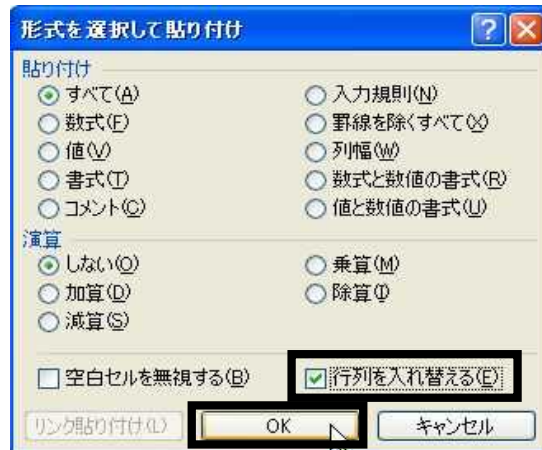 形式を選択して貼り付け
貼り付け
すべて(A) 入力規則(N)
数式(F) 罫線を除くすべて(X)
値(V) 列幅(W)
書式(T) 数式と数値の書式(R)
コメント(C) 値と数値の書式(U)
演算
しない(O) 乗算(M)
加算(D) 除算(I)
減算(S)
空白セルを無視する(B) 行列を入れ替える(E)
リンク貼り付け(L) OK キャンセル